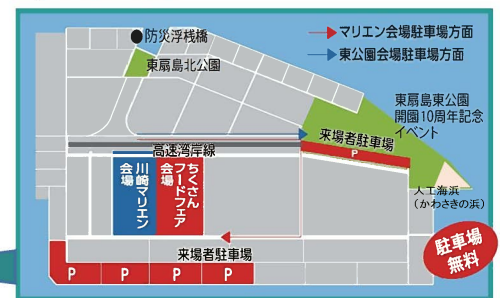 防災浮桟橋
東扇島北公園
マリエン会場駐車場方面
東公園会場駐車場方面
東扇島東公園
開園10周年記念
イベント
来場者駐車場
P
高速湾岸線
川崎マリエン
会場
ちくさん
フードフェア
会場
人工海浜
(かわさきの浜)
来場者駐車場
P P P P
駐車場
無料